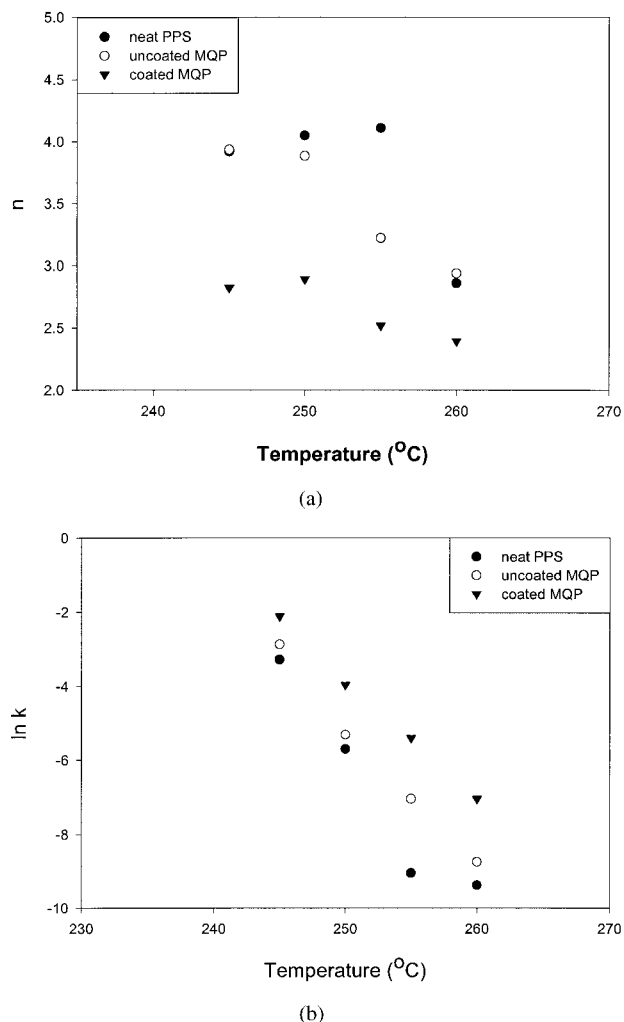 5.0
neat PPS
uncoated MQP
coated MQP
4.5
4.0
n
3.5
3.0
2.5
2.0
240 250 260 270
Temperature (°C)
(a)
0
neat PPS
uncoated MQP
coated MQP
-2
-4
ln k
-6
-8
-10
230 240 250 260 270
Temperature (°C)
(b)